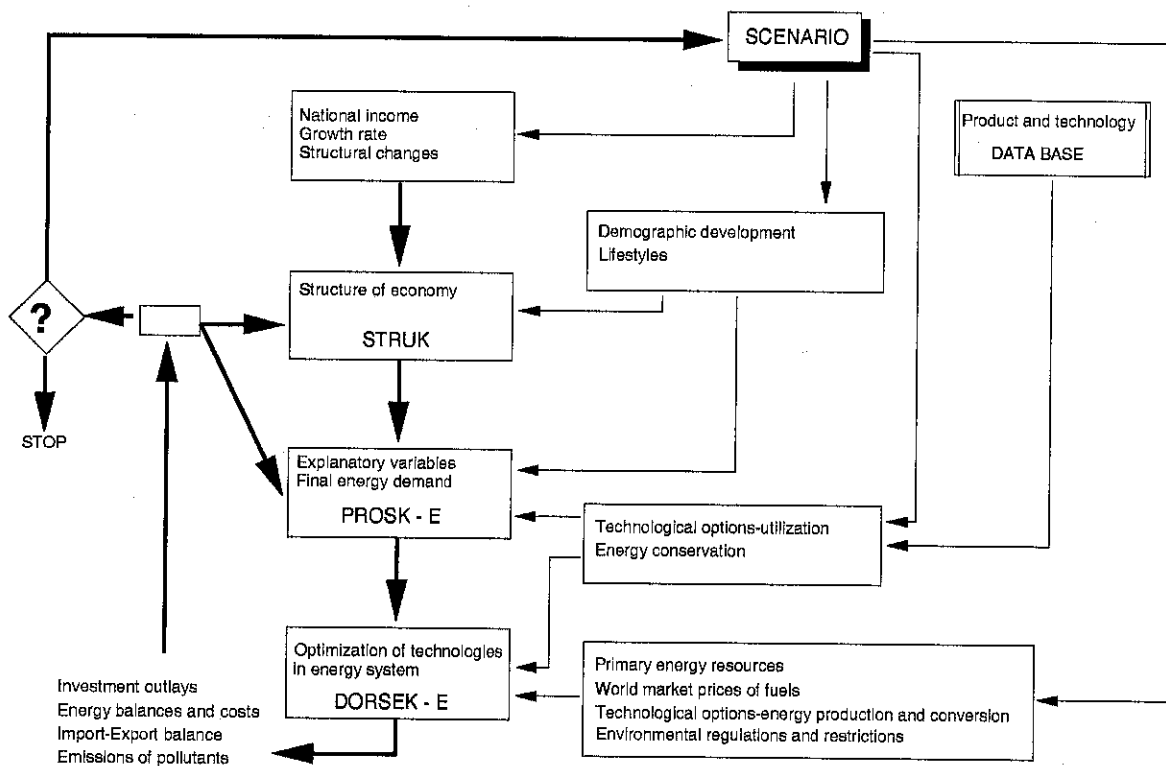 SCENARIO
National income
Growth rate
Structural changes
Product and technology
DATA BASE
Demographic development
Lifestyles
Structure of economy
STRUK
?
STOP
Explanatory variables
Final energy demand
PROSK - E
Technological options-utilization
Energy conservation
Optimization of technologies
in energy system
DORSEK - E
Primary energy resources
World market prices of fuels
Technological options-energy production and conversion
Environmental regulations and restrictions
Investment outlays
Energy balances and costs
Import-Export balance
Emissions of pollutants